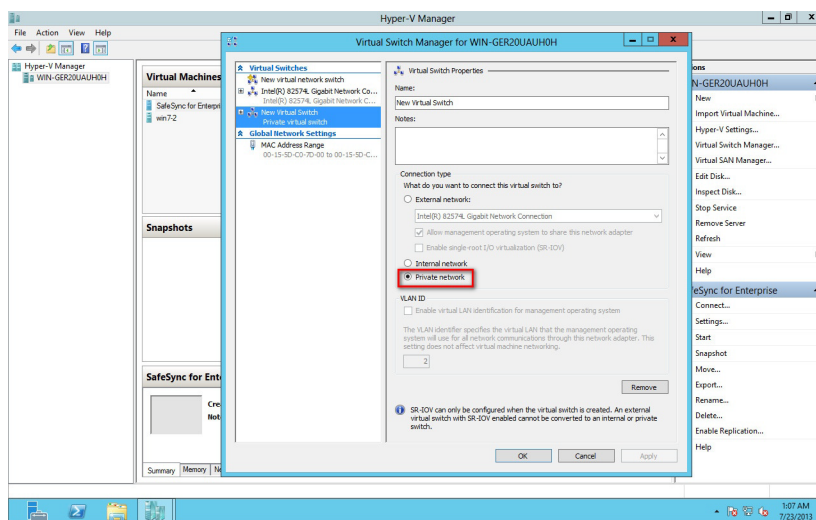 Hyper-V Manager
File Action View Help
Hyper-V Manager
WIN-GER20UAUH0H
Virtual Machines
Name
SafeSync for Enterpri
win7-2
Snapshots
SafeSync for Ente
Cre
Not
Summary Memory Ne
Virtual Switch Manager for WIN-GER20UAUH0H
Virtual Switches
New virtual network switch
Intel(R) 82574L Gigabit Network Co...
Intel(R) 82574L Gigabit Network C...
New Virtual Switch
Private virtual switch
Global Network Settings
MAC Address Range
00-15-5D-C0-7D-00 to 00-15-5D-C...
Virtual Switch Properties
Name:
New Virtual Switch
Notes:
Connection type
What do you want to connect this virtual switch to?
External network:
Intel(R) 82574L Gigabit Network Connection
Allow management operating system to share this network adapter
Enable single-root I/O virtualization (SR-IOV)
Internal network
Private network
VLAN ID
Enable virtual LAN identification for management operating system
The VLAN identifier specifies the virtual LAN that the management operating
system will use for all network communications through this network adapter. This
setting does not affect virtual machine networking.
2
Remove
SR-IOV can only be configured when the virtual switch is created. An external
virtual switch with SR-IOV enabled cannot be converted to an internal or private
switch.
OK Cancel Apply
ons
N-GER20UAUH0H
New
Import Virtual Machine...
Hyper-V Settings...
Virtual Switch Manager...
Virtual SAN Manager...
Edit Disk...
Inspect Disk...
Stop Service
Remove Server
Refresh
View
Help
eSync for Enterprise
Connect...
Settings...
Start
Snapshot
Move...
Export...
Rename...
Delete...
Enable Replication...
Help
1:07 AM
7/23/2013